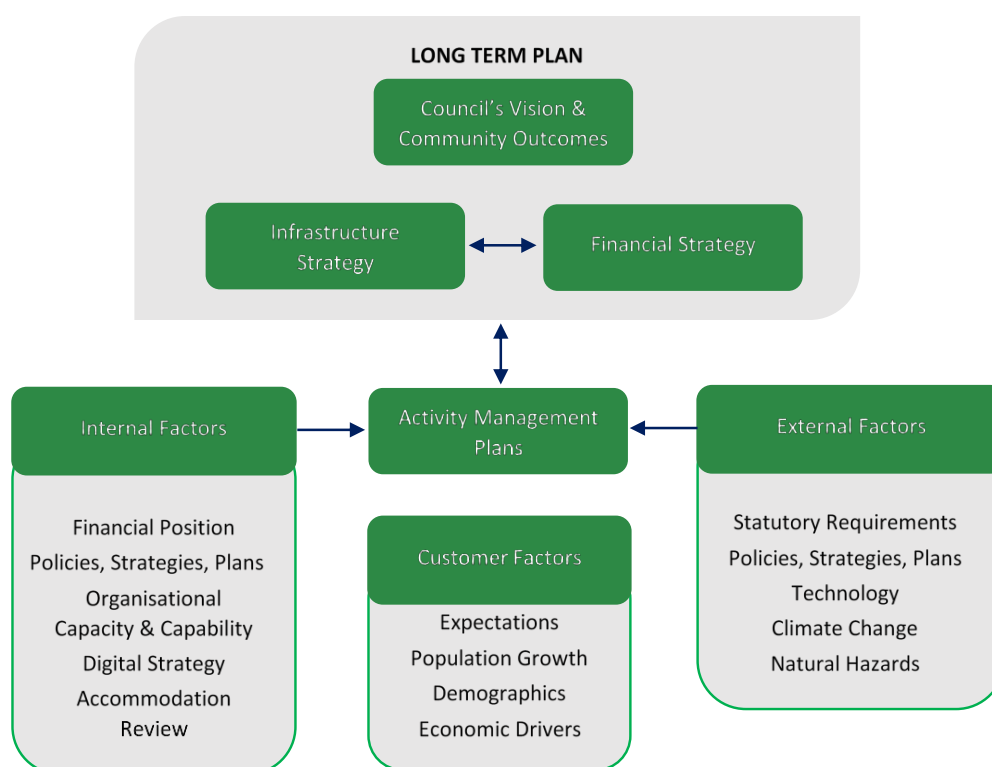 LONG TERM PLAN
Council's Vision &
Community Outcomes
Infrastructure
Strategy
Financial Strategy
Internal Factors
Financial Position
Policies, Strategies, Plans
Organisational
Capacity & Capability
Digital Strategy
Accommodation
Review
Activity Management
Plans
Customer Factors
Expectations
Population Growth
Demographics
Economic Drivers
External Factors
Statutory Requirements
Policies, Strategies, Plans
Technology
Climate Change
Natural Hazards